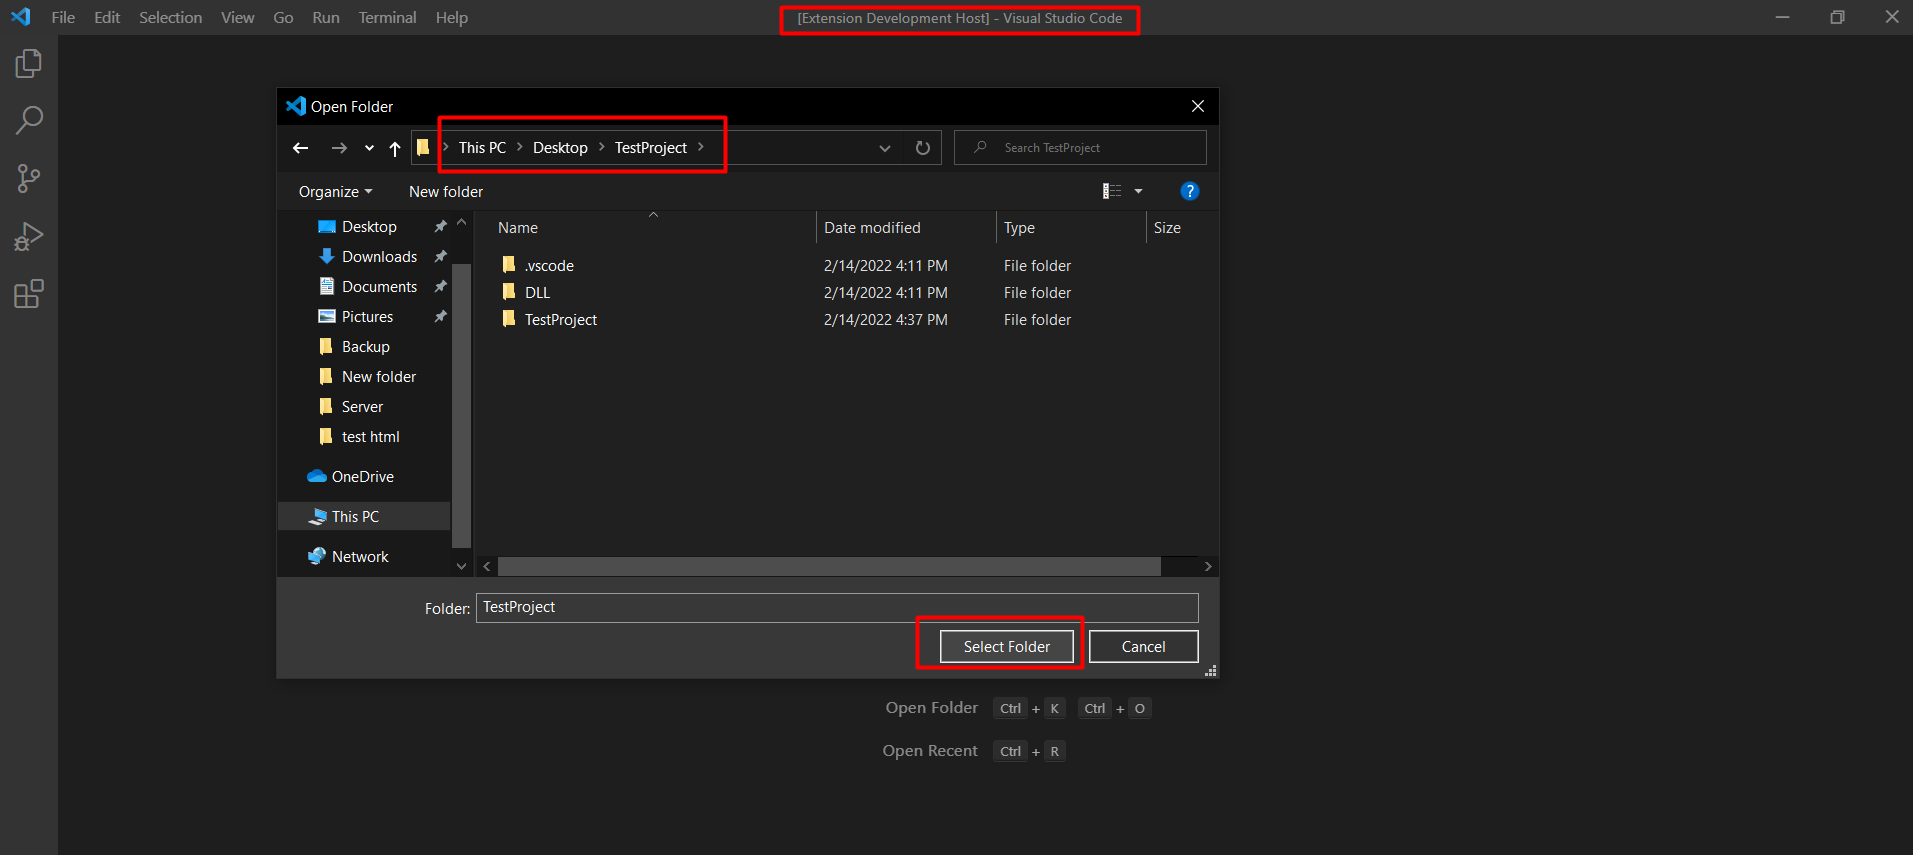 File Edit Selection View Go Run Terminal Help [Extension Development Host] - Visual Studio Code
Open Folder
This PC > Desktop > TestProject > Search TestProject
Organize New folder
Name Date modified Type Size
Desktop
Downloads
Documents
Pictures
Backup
New folder
Server
test html
OneDrive
This PC
Network
.vscode 2/14/2022 4:11 PM File folder
DLL 2/14/2022 4:11 PM File folder
TestProject 2/14/2022 4:37 PM File folder
Folder: TestProject
Select Folder Cancel
Open Folder Ctrl + K Ctrl + O
Open Recent Ctrl + R